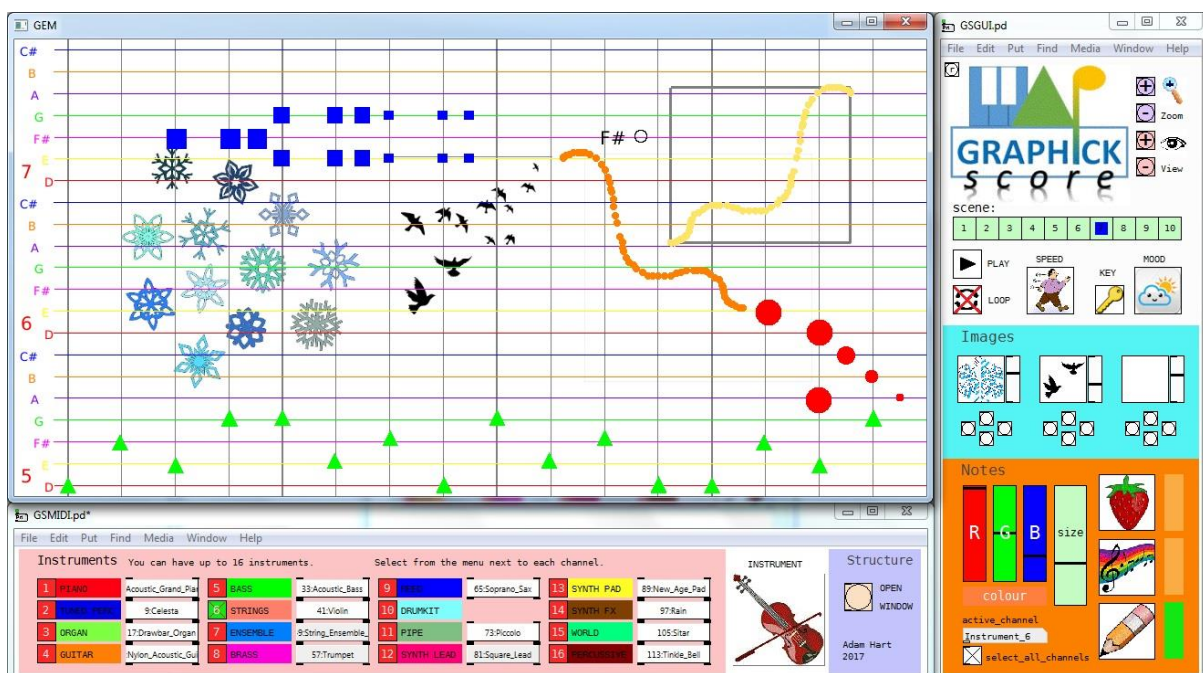 GEM
C#
B
A
G
F#
E
7
D
C#
B
A
G
F#
E
6
D
C#
B
A
G
F#
E
5
D
F#
GSGUI.pd
File Edit Put Find Media Window Help
r
Zoom
View
GRAPHICK
score
scene:
1 2 3 4 5 6 8 9 10
PLAY
SPEED
KEY
MOOD
LOOP
Images
Notes
R
G
B
size
colour
active_channel
Instrument_6
select_all_channels
GSMIDI.pd*
File Edit Put Find Media Window Help
Instruments You can have up to 16 instruments. Select from the menu next to each channel.
1 PIANO Acoustic_Grand_Pia
2 TUNED PERC 9:Celesta
3 ORGAN 17:Drawbar_Organ
4 GUITAR :Nylon_Acoustic_Gui
5 BASS 33:Acoustic_Bass
6 STRINGS 41:Violin
7 ENSEMBLE 9:String_Ensemble_
8 BRASS 57:Trumpet
9 REED 65:Soprano_Sax
10 DRUMKIT
11 PIPE 73:Piccolo
12 SYNTH LEAD 81:Square_Lead
13 SYNTH PAD 89:New_Age_Pad
14 SYNTH FX 97:Rain
15 WORLD 105:Sitar
16 PERCUSSIVE 113:Tinkle_Bell
INSTRUMENT
Structure
OPEN
WINDOW
Adam Hart
2017